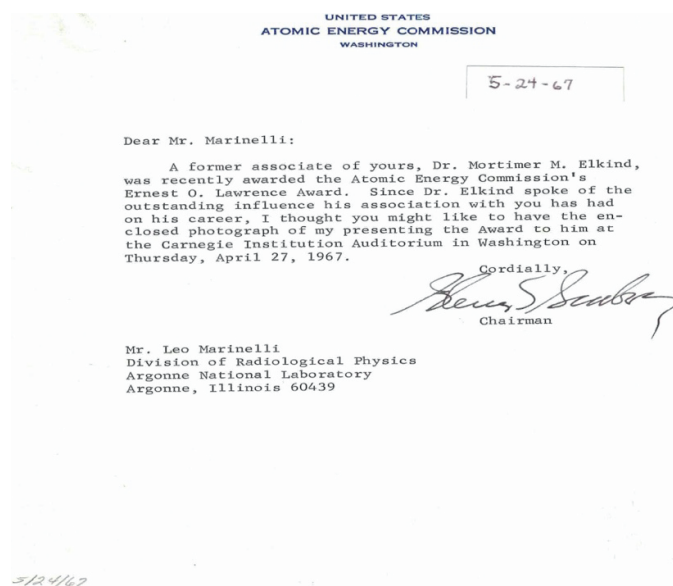 UNITED STATES
ATOMIC ENERGY COMMISSION
WASHINGTON
5-24-67
Dear Mr. Marinelli:
A former associate of yours, Dr. Mortimer M. Elkind,
was recently awarded the Atomic Energy Commission's
Ernest O. Lawrence Award. Since Dr. Elkind spoke of the
outstanding influence his association with you has had
on his career, I thought you might like to have the en-
closed photograph of my presenting the Award to him at
the Carnegie Institution Auditorium in Washington on
Thursday, April 27, 1967.
Cordially,
Chairman
Mr. Leo Marinelli
Division of Radiological Physics
Argonne National Laboratory
Argonne, Illinois 60439
5/24/67